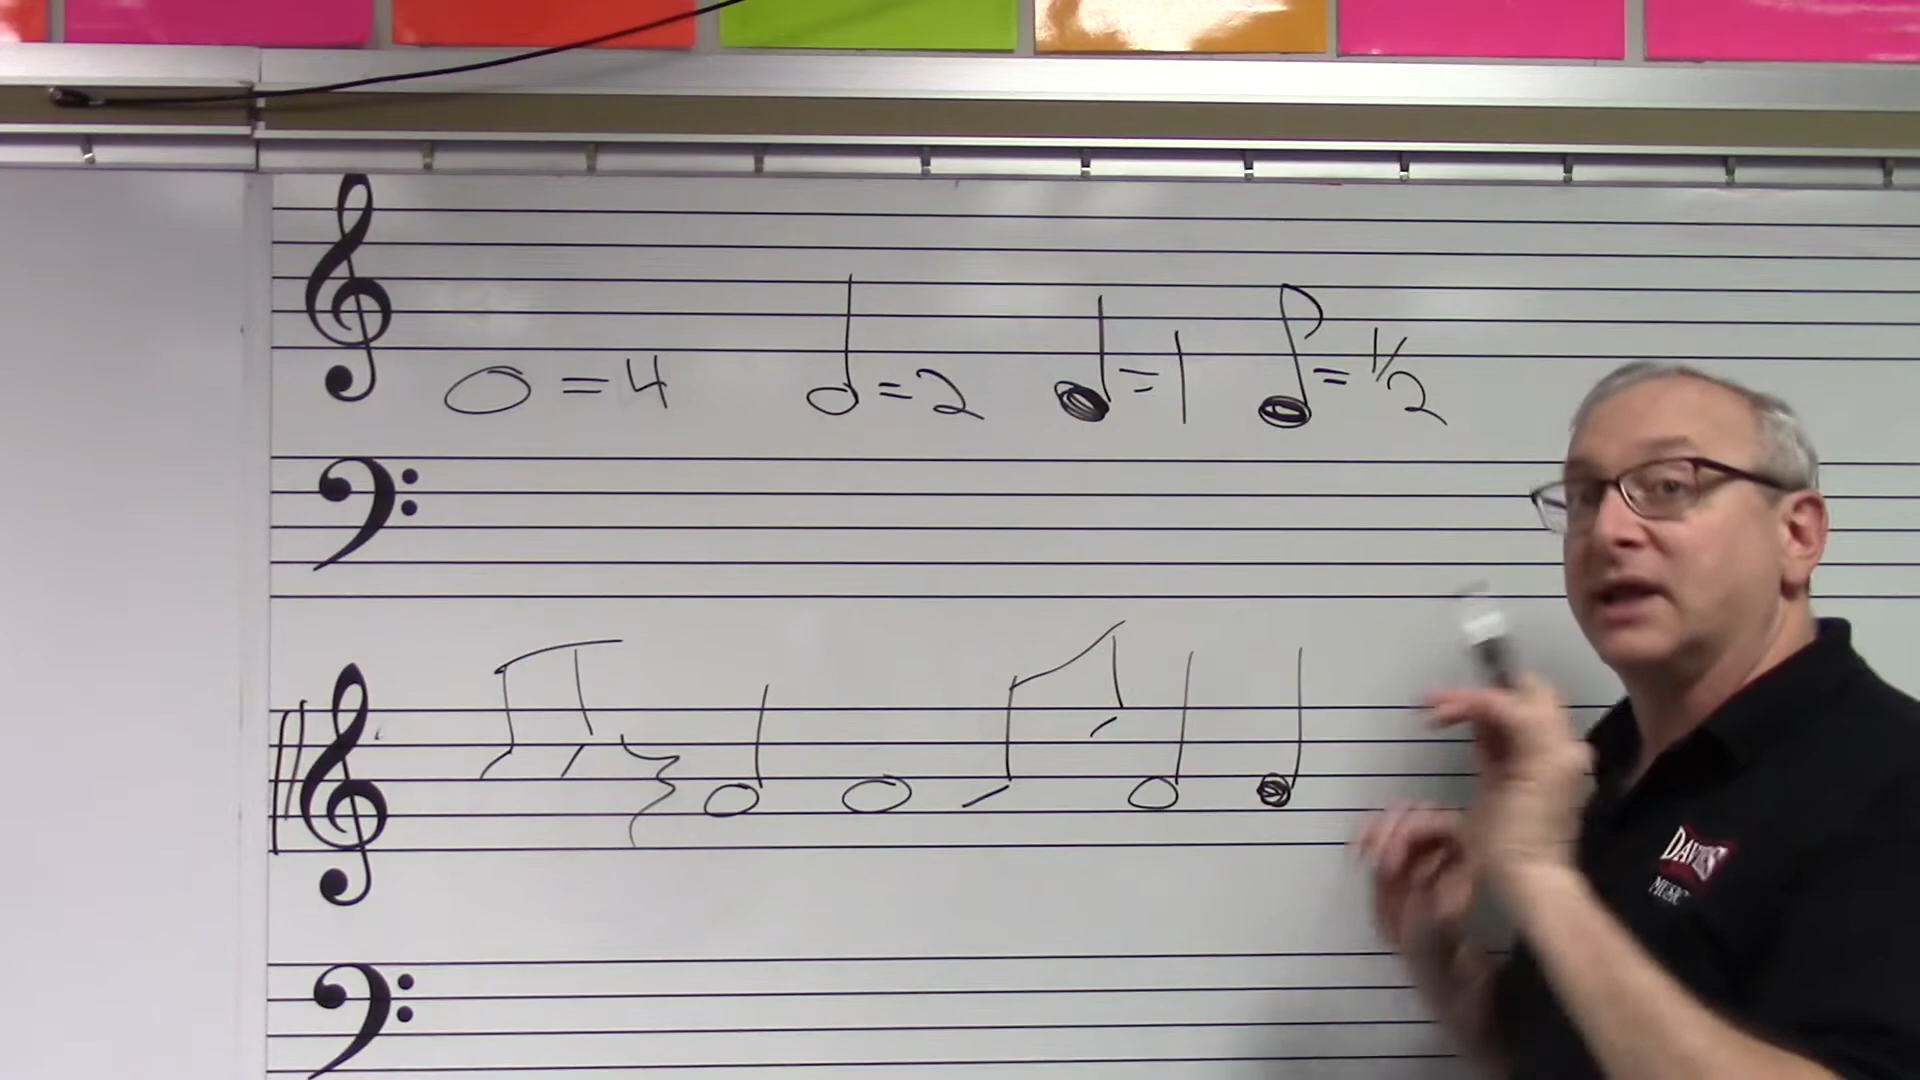 = 4 = 2 = 1 = 1/2
DAVIS
MUSIC